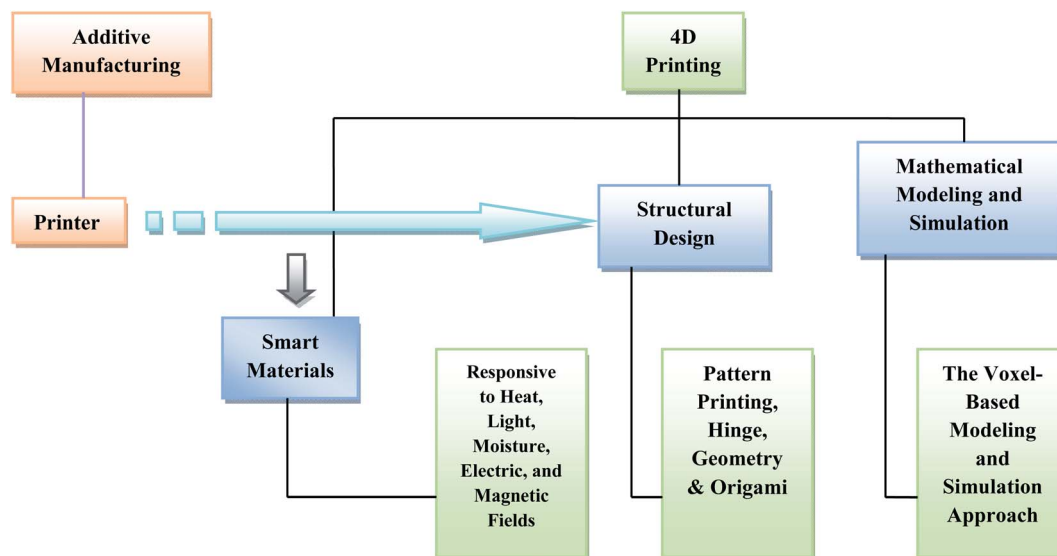 Additive
Manufacturing
4D
Printing
Printer
Structural
Design
Mathematical
Modeling and
Simulation
Smart
Materials
Responsive
to Heat,
Light,
Moisture,
Electric, and
Magnetic
Fields
Pattern
Printing,
Hinge,
Geometry
& Origami
The Voxel-
Based
Modeling
and
Simulation
Approach